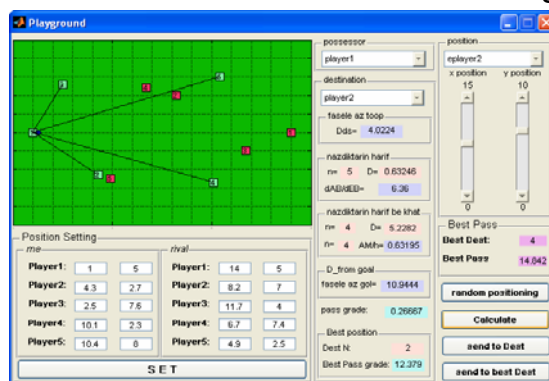 Playground
possessor
player1
destination
player2
fasele az toop
Dds= 4.0224
nazdiktarin harif
n= 5 D= 0.63246
dAB/dEB= 6.36
nazdiktarin harif be khat
n= 4 D= 5.2282
n= 4 AM/h= 0.63195
D_from goal
fasele az gol= 10.9444
pass grade: 0.26667
Best position
Dest N: 2
Best Pass grade: 12.379
position
eplayer2
x position y position
15 10
0 0
Best Pass
Best Dest: 4
Best Pass 14.842
random positioning
Calculate
send to Dest
send to best Dest
Position Setting
me
Player1: 1 5
Player2: 4.3 2.7
Player3: 2.5 7.6
Player4: 10.1 2.3
Player5: 10.4 8
rival
Player1: 14 5
Player2: 8.2 7
Player3: 11.7 4
Player4: 6.7 7.4
Player5: 4.9 2.5
SET